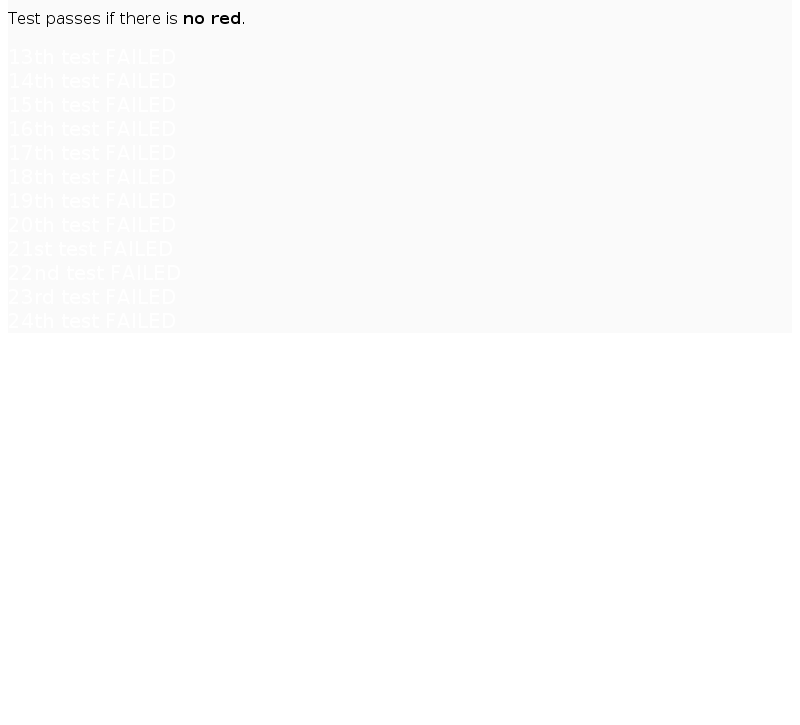 Test passes if there is no red.
13th test FAILED
14th test FAILED
15th test FAILED
16th test FAILED
17th test FAILED
18th test FAILED
19th test FAILED
20th test FAILED
21st test FAILED
22nd test FAILED
23rd test FAILED
24th test FAILED